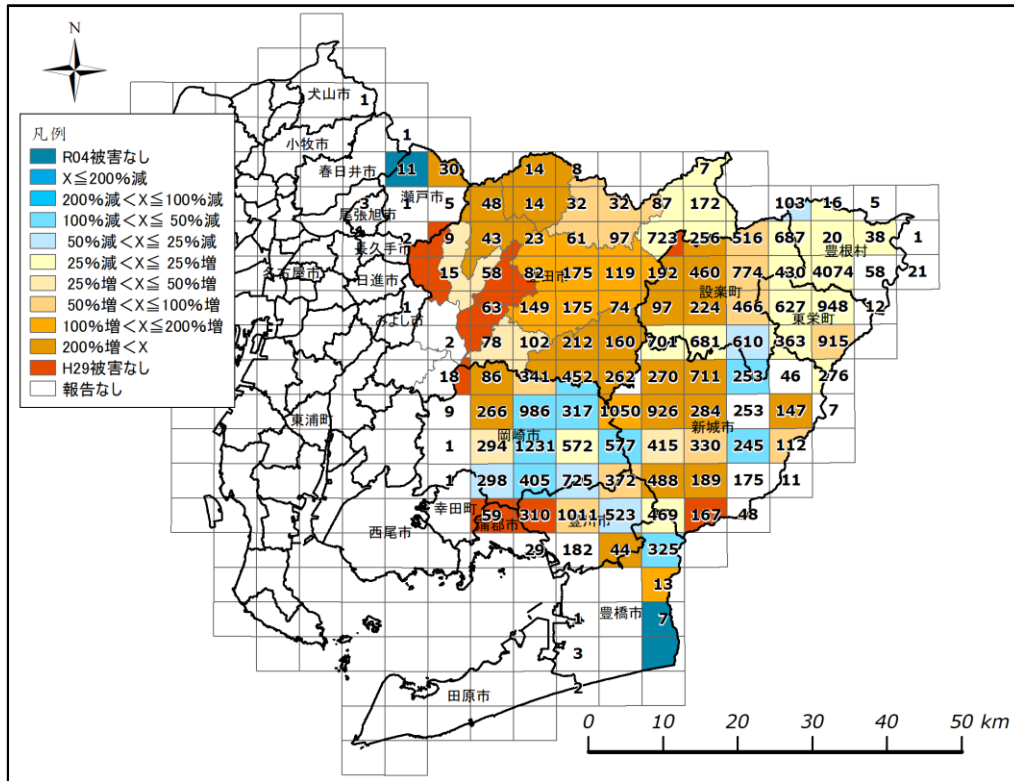 N
犬山市
1
小牧市
1
凡例
R04被害なし
X≦200%減
200%減<X≦100%減
100%減<X≦50%減
50%減<X≦25%減
25%減<X≦25%増
25%増<X≦50%増
50%増<X≦100%増
100%増<X≦200%増
200%増<X
H29被害なし
報告なし
春日井市 11 30 14 8 7
瀬戸市
3 1 5 48 14 32 32 87 172 103 16 5
尾張旭市
2 9 43 23 61 97 723 256 516 687 20 38 1
長久手市 豊根村
名古屋市 日進市 15 58 82 175 119 192 460 774 430 4074 58 21
豊田市 設楽町
1 63 149 175 74 97 224 466 627 948 12
みよし市 東栄町
2 78 102 212 160 701 681 610 363 915
18 86 341 452 262 270 711 253 46 276
東浦町 9 266 986 317 1050 926 284 253 147 7
岡崎市 新城市
1 294 1231 572 577 415 330 245 112
1 298 405 725 372 488 189 175 11
幸田町 59 310 1011 523 469 167 48
西尾市 蒲郡市 豊川市
29 182 44 325
13
豊橋市
1 7
3
田原市 2
0 10 20 30 40 50 km